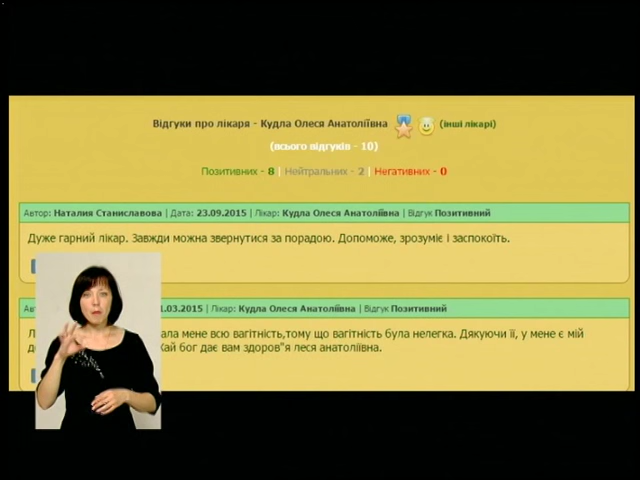 Відгуки про лікаря - Кудла Олеся Анатоліївна (інші лікарі)
(всього відгуків - 10)
Позитивних - 8 | Нейтральних - 2 | Негативних - 0
Автор: Наталия Станиславова | Дата: 23.09.2015 | Лікар: Кудла Олеся Анатоліївна | Відгук Позитивний
Дуже гарний лікар. Завжди можна звернутися за порадою. Допоможе, зрозуміє і заспокоїть.
.03.2015 | Лікар: Кудла Олеся Анатоліївна | Відгук Позитивний
мене всю вагітність,тому що вагітність була нелегка. Дякуючи її, у мене є мій
бог дає вам здоров"я леся анатоліївна.